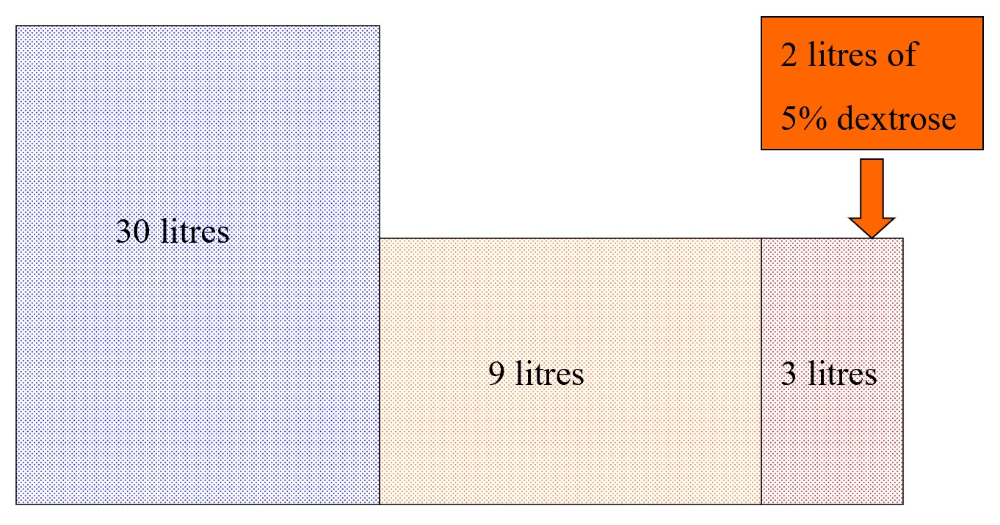 2 litres of
5% dextrose
30 litres
9 litres
3 litres